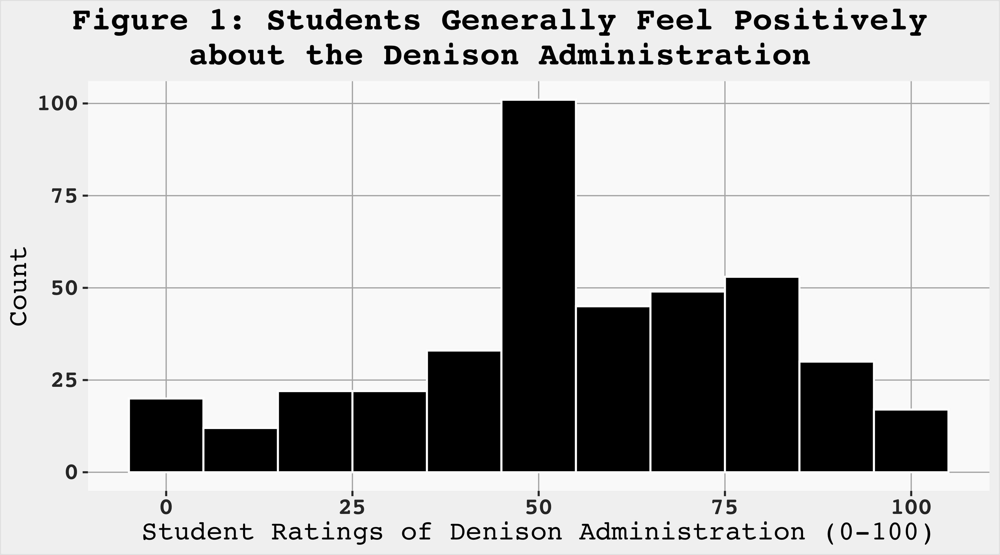 Figure 1: Students Generally Feel Positively
about the Denison Administration
Count
100
75
50
25
0
0 25 50 75 100
Student Ratings of Denison Administration (0-100)